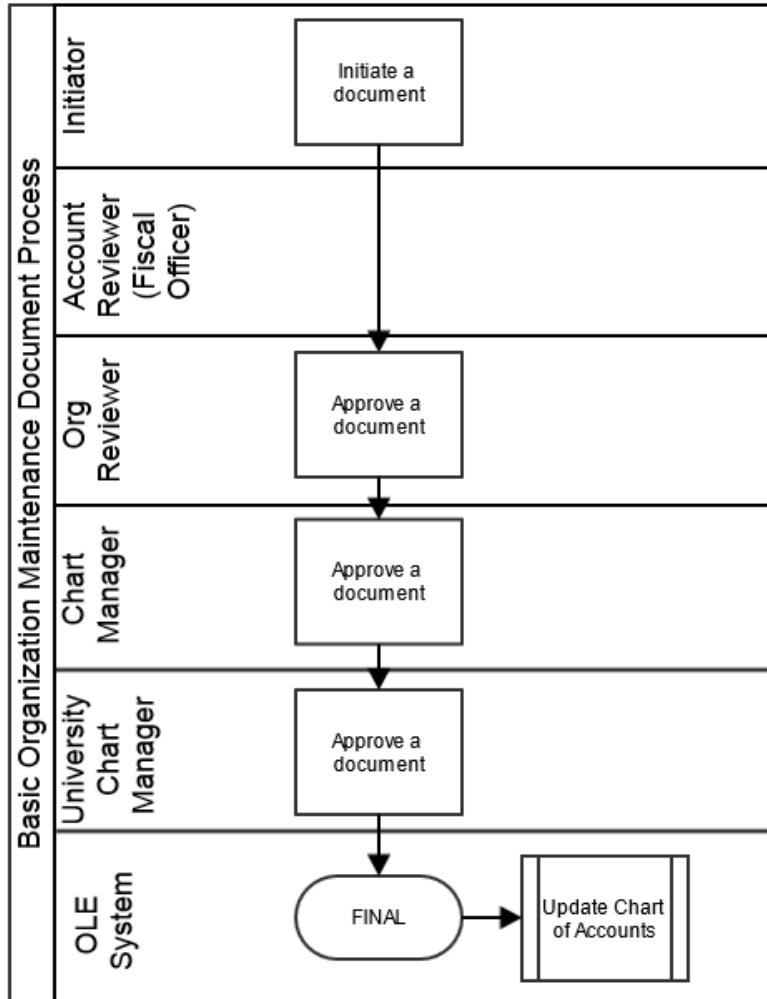 Basic Organization Maintenance Document Process
Initiator
Initiate a
document
Account
Reviewer
(Fiscal
Officer)
Org
Reviewer
Approve a
document
Chart
Manager
Approve a
document
University
Chart
Manager
Approve a
document
OLE
System
FINAL
Update Chart
of Accounts